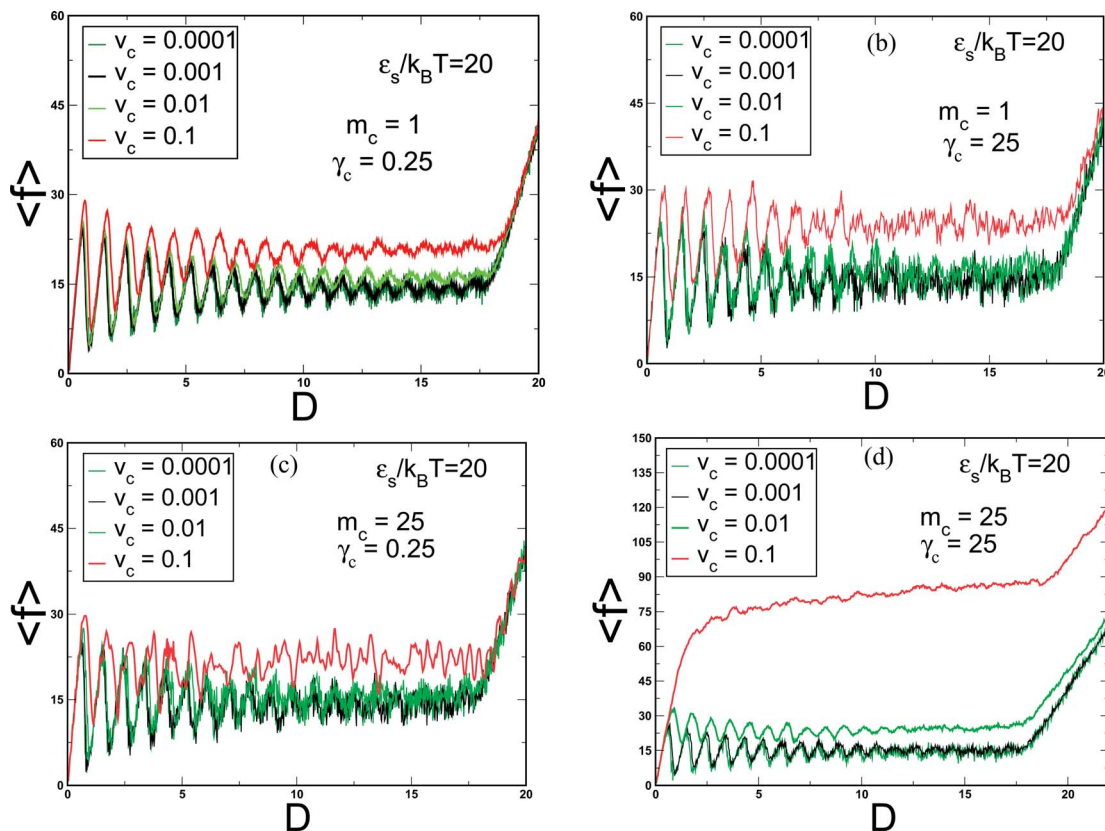 60
45
30
15
0
<f>
v_c = 0.0001
v_c = 0.001
v_c = 0.01
v_c = 0.1
ε_s/k_BT=20
m_c = 1
γ_c = 0.25
0 5 10 15 20
D
60
45
30
15
0
<f>
v_c = 0.0001
v_c = 0.001
v_c = 0.01
v_c = 0.1
(b)
ε_s/k_BT=20
m_c = 1
γ_c = 25
0 5 10 15 20
D
60
45
30
15
0
<f>
v_c = 0.0001
v_c = 0.001
v_c = 0.01
v_c = 0.1
(c)
ε_s/k_BT=20
m_c = 25
γ_c = 0.25
0 5 10 15 20
D
150
135
120
105
90
75
60
45
30
15
0
<f>
v_c = 0.0001
v_c = 0.001
v_c = 0.01
v_c = 0.1
(d)
ε_s/k_BT=20
m_c = 25
γ_c = 25
0 5 10 15 20
D